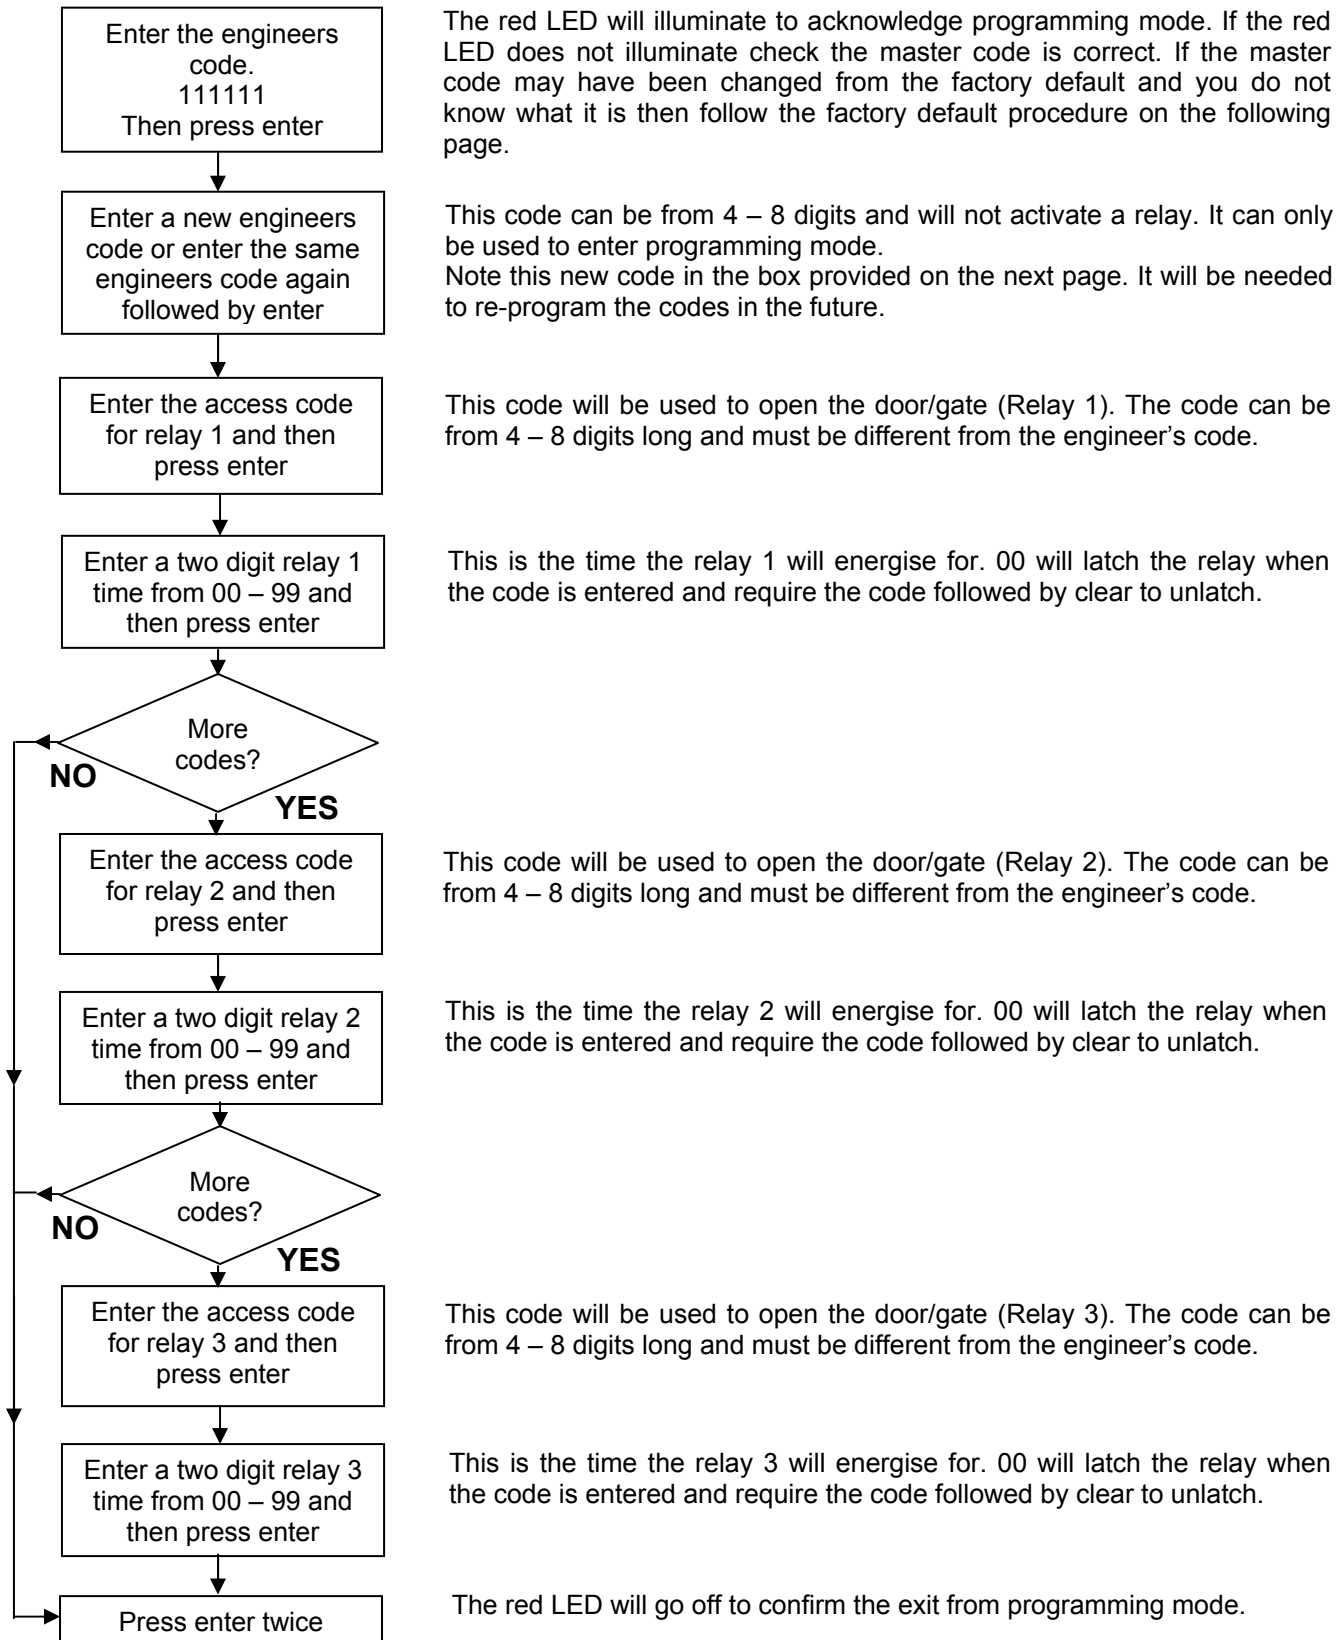 Enter the engineers
code.
111111
Then press enter
The red LED will illuminate to acknowledge programming mode. If the red
LED does not illuminate check the master code is correct. If the master
code may have been changed from the factory default and you do not
know what it is then follow the factory default procedure on the following
page.
Enter a new engineers
code or enter the same
engineers code again
followed by enter
This code can be from 4 – 8 digits and will not activate a relay. It can only
be used to enter programming mode.
Note this new code in the box provided on the next page. It will be needed
to re-program the codes in the future.
Enter the access code
for relay 1 and then
press enter
This code will be used to open the door/gate (Relay 1). The code can be
from 4 – 8 digits long and must be different from the engineer’s code.
Enter a two digit relay 1
time from 00 – 99 and
then press enter
This is the time the relay 1 will energise for. 00 will latch the relay when
the code is entered and require the code followed by clear to unlatch.
More
codes?
NO
YES
Enter the access code
for relay 2 and then
press enter
This code will be used to open the door/gate (Relay 2). The code can be
from 4 – 8 digits long and must be different from the engineer’s code.
Enter a two digit relay 2
time from 00 – 99 and
then press enter
This is the time the relay 2 will energise for. 00 will latch the relay when
the code is entered and require the code followed by clear to unlatch.
More
codes?
NO
YES
Enter the access code
for relay 3 and then
press enter
This code will be used to open the door/gate (Relay 3). The code can be
from 4 – 8 digits long and must be different from the engineer’s code.
Enter a two digit relay 3
time from 00 – 99 and
then press enter
This is the time the relay 3 will energise for. 00 will latch the relay when
the code is entered and require the code followed by clear to unlatch.
Press enter twice
The red LED will go off to confirm the exit from programming mode.